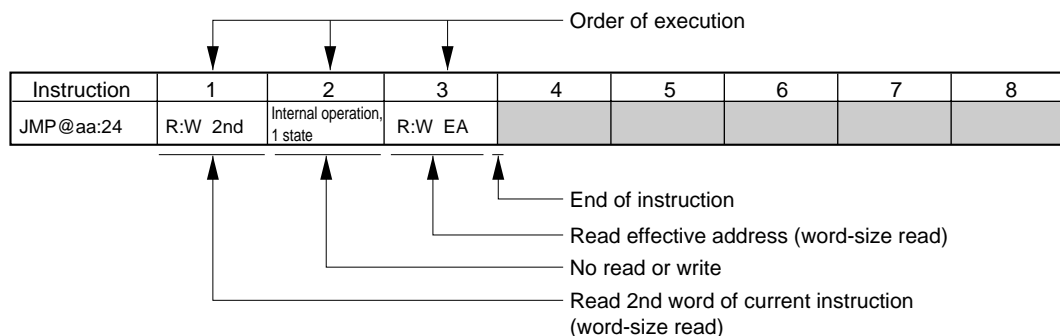 Order of execution
Instruction 1 2 3 4 5 6 7 8
JMP@aa:24 R:W 2nd Internal operation, 1 state R:W EA
End of instruction
Read effective address (word-size read)
No read or write
Read 2nd word of current instruction
(word-size read)